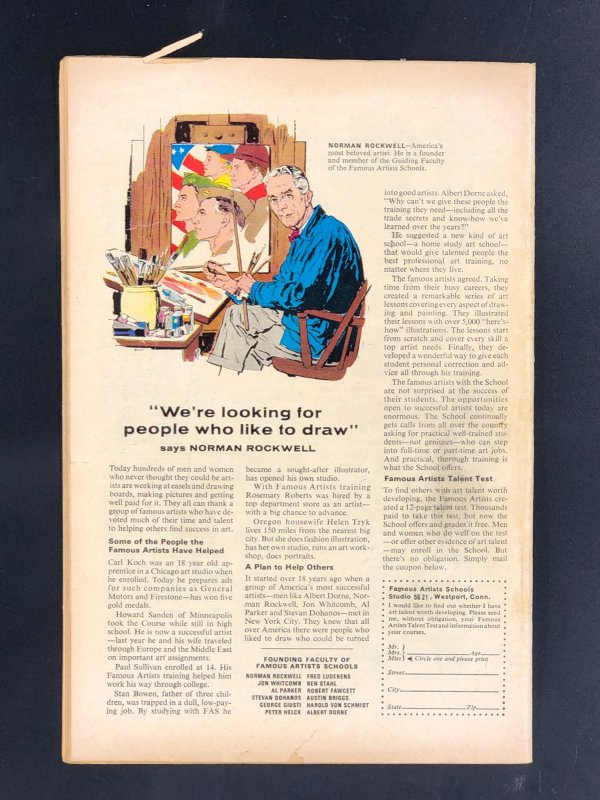 NORMAN ROCKWELL—America's
most beloved artist. He is a founder
and member of the Guiding Faculty
of the Famous Artists Schools.
"We're looking for
people who like to draw"
says NORMAN ROCKWELL
Today hundreds of men and women
who never thought they could be art-
ists are working at easels and drawing
boards, making pictures and getting
well paid for it. They all can thank a
group of famous artists who have de-
voted much of their time and talent
to helping others find success in art.
Some of the People the
Famous Artists Have Helped
Carl Koch was an 18 year old ap-
prentice in a Chicago art studio when
he enrolled. Today he prepares ads
for such companies as General
Motors and Firestone—has won five
gold medals.
Howard Sanden of Minneapolis
took the Course while still in high
school. He is now a successful artist
—last year he and his wife traveled
through Europe and the Middle East
on important art assignments.
Paul Sullivan enrolled at 14. His
Famous Artists training helped him
work his way through college.
Stan Bowen, father of three chil-
dren, was trapped in a dull, low-pay-
ing job. By studying with FAS he
became a sought-after illustrator,
has opened his own studio.
With Famous Artists training
Rosemary Roberts was hired by a
top department store as an artist—
with a big chance to advance.
Oregon housewife Helen Tryk
lives 150 miles from the nearest big
city. But she does fashion illustration,
has her own studio, runs an art work-
shop, does portraits.
A Plan to Help Others
It started over 18 years ago when a
group of America's most successful
artists—men like Albert Dorne, Nor-
man Rockwell, Jon Whitcomb, Al
Parker and Stevan Dohanos—met in
New York City. They knew that all
over America there were people who
liked to draw who could be turned
FOUNDING FACULTY OF
FAMOUS ARTISTS SCHOOLS
NORMAN ROCKWELL FRED LUDEKENS
JON WHITCOMB BEN STAHL
AL PARKER ROBERT FAWCETT
STEVAN DOHANOS AUSTIN BRIGGS
GEORGE GIUSTI HAROLD VON SCHMIDT
PETER HELCK ALBERT DORNE
into good artists. Albert Dorne asked,
"Why can't we give these people the
training they need—including all the
trade secrets and know-how we've
learned over the years?"
He suggested a new kind of art
school—a home study art school—
that would give talented people the
best professional art training, no
matter where they live.
The famous artists agreed. Taking
time from their busy careers, they
created a remarkable series of art
lessons covering every aspect of draw-
ing and painting. They illustrated
their lessons with over 5,000 "here's-
how" illustrations. The lessons start
from scratch and cover every skill a
top artist needs. Finally, they de-
veloped a wonderful way to give each
student personal correction and ad-
vice all through his training.
The famous artists with the School
are not surprised at the success of
their students. The opportunities
open to successful artists today are
enormous. The School continually
gets calls from all over the country
asking for practical well-trained stu-
dents—not geniuses—who can step
into full-time or part-time art jobs.
And practical, thorough training is
what the School offers.
Famous Artists Talent Test
To find others with art talent worth
developing, the Famous Artists cre-
ated a 12-page talent test. Thousands
paid to take this test, but now the
School offers and grades it free. Men
and women who do well on the test
—or offer other evidence of art talent
—may enroll in the School. But
there's no obligation. Simply mail
the coupon below.
Famous Artists Schools
Studio 5621, Westport, Conn.
I would like to find out whether I have
art talent worth developing. Please send
me, without obligation, your Famous
Artists Talent Test and information about
your courses.
Mr.
Mrs. Age
Miss Circle one and please print
Street
City
State Zip